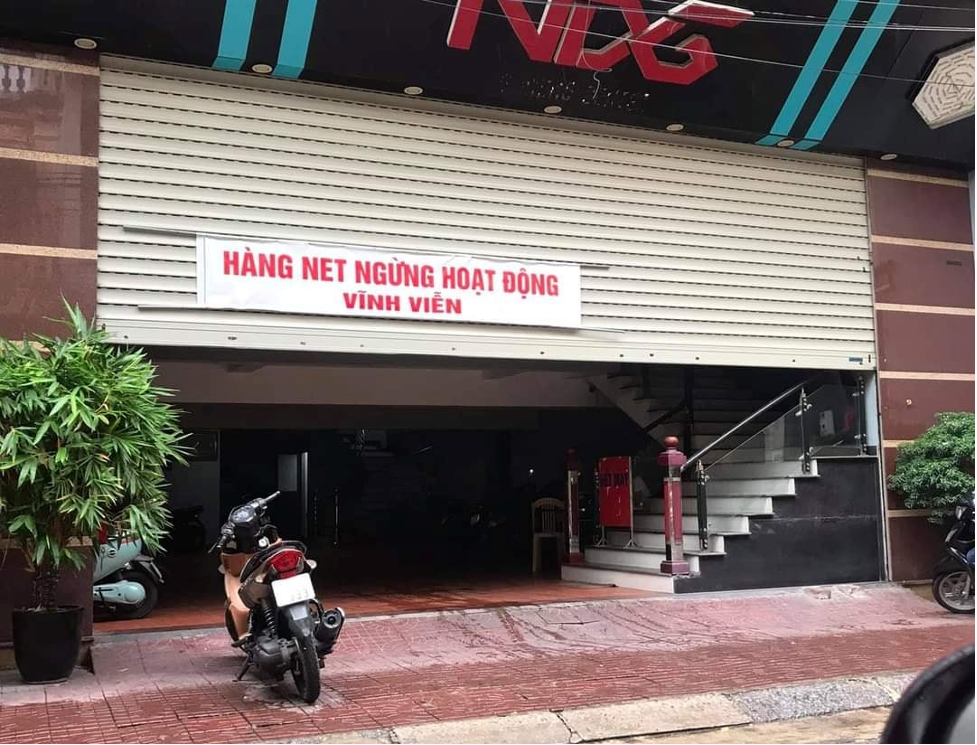 NDG
HÀNG NET NGỪNG HOẠT ĐỘNG
VĨNH VIỄN